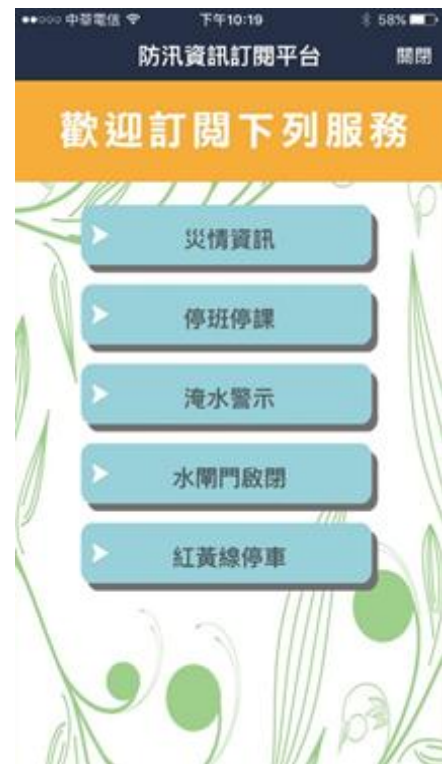 中華電信 下午10:19 58%
防汛資訊訂閱平台 關閉
歡迎訂閱下列服務
災情資訊
停班停課
淹水警示
水閘門啟閉
紅黃線停車